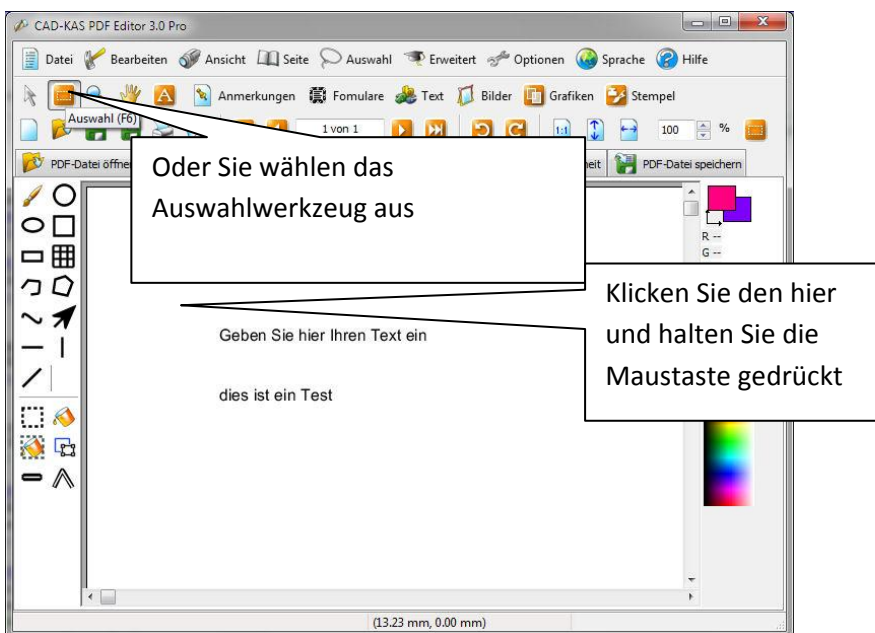 CAD-KAS PDF Editor 3.0 Pro
Datei Bearbeiten Ansicht Seite Auswahl Erweitert Optionen Sprache Hilfe
Anmerkungen Fomulare Text Bilder Grafiken Stempel
Auswahl (F6)
1 von 1
1:1
100 %
PDF-Datei öffne
eit
PDF-Datei speichern
Oder Sie wählen das
Auswahlwerkzeug aus
R --
G --
Klicken Sie den hier
und halten Sie die
Maustaste gedrückt
Geben Sie hier Ihren Text ein
dies ist ein Test
(13.23 mm, 0.00 mm)